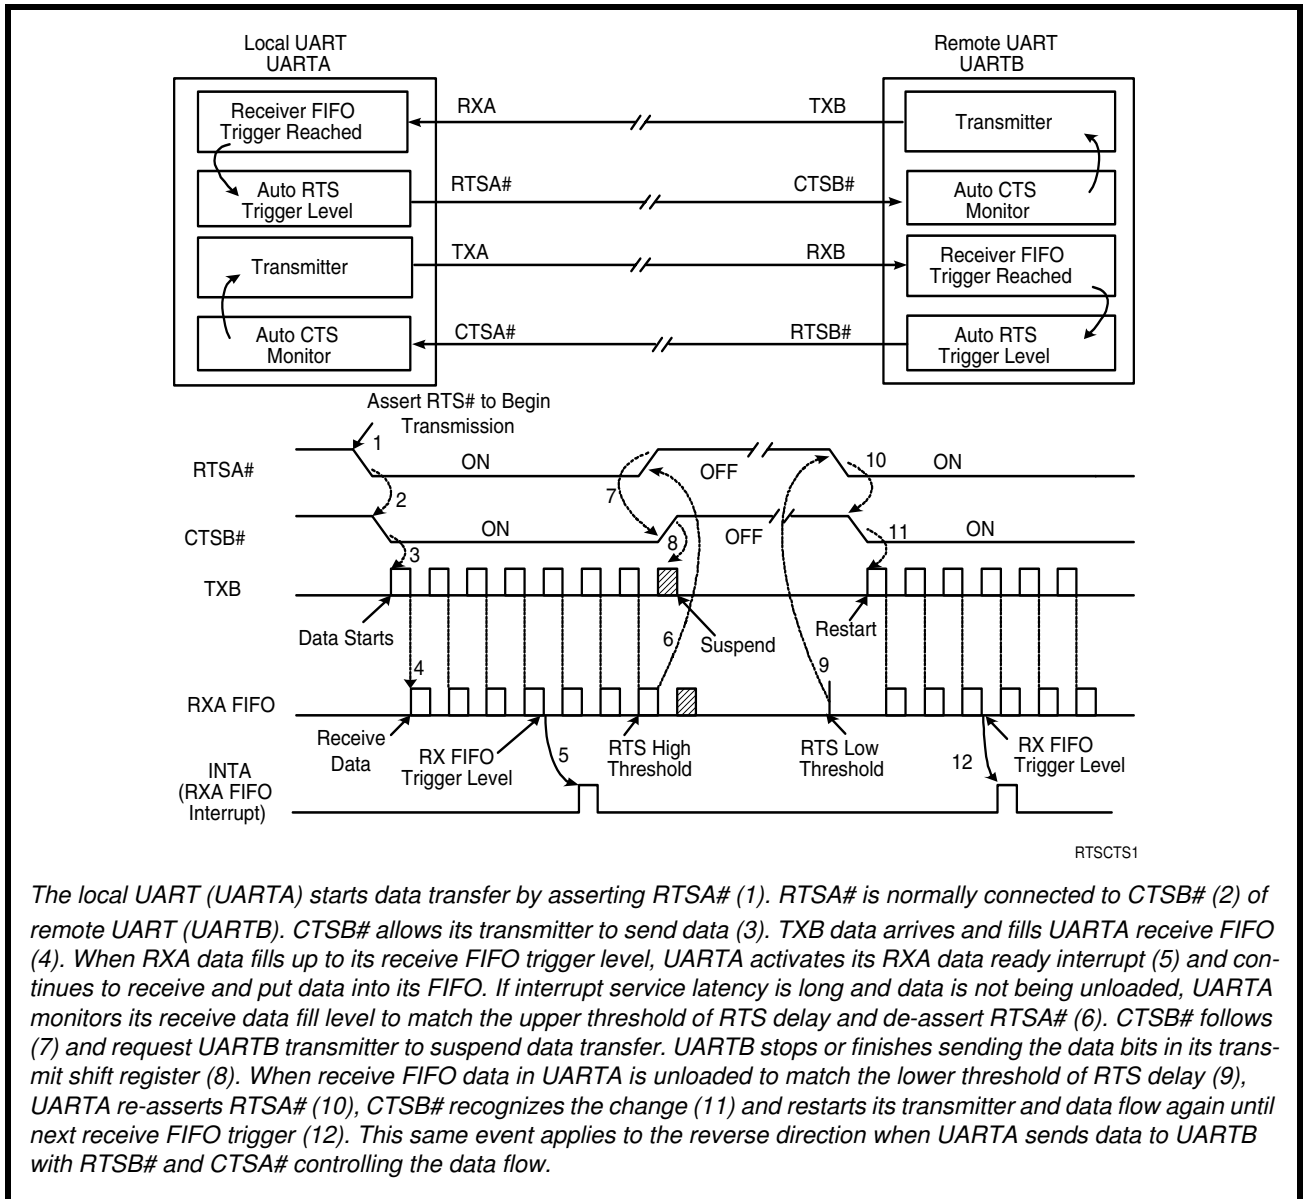 Local UART
UARTA
Remote UART
UARTB
Receiver FIFO
Trigger Reached
RXA
TXB
Transmitter
Auto RTS
Trigger Level
RTSA#
CTSB#
Auto CTS
Monitor
Transmitter
TXA
RXB
Receiver FIFO
Trigger Reached
Auto CTS
Monitor
CTSA#
RTSB#
Auto RTS
Trigger Level
Assert RTS# to Begin
Transmission
RTSA#
1
ON
OFF
10
ON
2
7
CTSB#
ON
OFF
11
ON
3
8
TXB
Data Starts
Suspend
Restart
4
6
9
RXA FIFO
Receive
Data
RX FIFO
Trigger Level
5
RTS High
Threshold
RTS Low
Threshold
12
RX FIFO
Trigger Level
INTA
(RXA FIFO
Interrupt)
RTSCTS1
The local UART (UARTA) starts data transfer by asserting RTSA# (1). RTSA# is normally connected to CTSB# (2) of
remote UART (UARTB). CTSB# allows its transmitter to send data (3). TXB data arrives and fills UARTA receive FIFO
(4). When RXA data fills up to its receive FIFO trigger level, UARTA activates its RXA data ready interrupt (5) and con-
tinues to receive and put data into its FIFO. If interrupt service latency is long and data is not being unloaded, UARTA
monitors its receive data fill level to match the upper threshold of RTS delay and de-assert RTSA# (6). CTSB# follows
(7) and request UARTB transmitter to suspend data transfer. UARTB stops or finishes sending the data bits in its trans-
mit shift register (8). When receive FIFO data in UARTA is unloaded to match the lower threshold of RTS delay (9),
UARTA re-asserts RTSA# (10), CTSB# recognizes the change (11) and restarts its transmitter and data flow again until
next receive FIFO trigger (12). This same event applies to the reverse direction when UARTA sends data to UARTB
with RTSB# and CTSA# controlling the data flow.